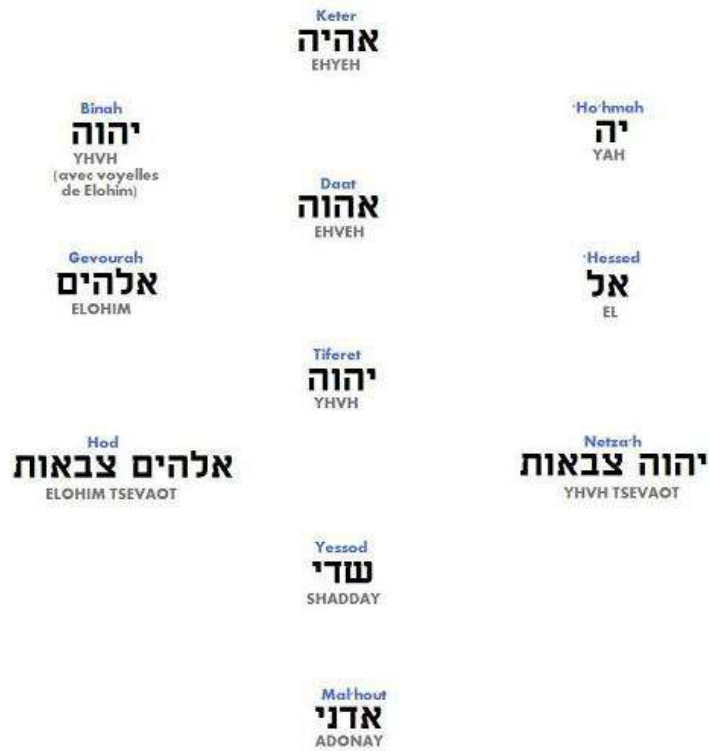 Keter
אהיה
EHYEH
Binah
יהוה
YHVH
(avec voyelles
de Elohim)
'Ho'hmah
יה
YAH
Daat
אהוה
EHVEH
Gevourah
אלהים
ELOHIM
'Hessed
אל
EL
Tiferet
יהוה
YHVH
Hod
אלהים צבאות
ELOHIM TSEVAOT
Netza'h
יהוה צבאות
YHVH TSEVAOT
Yessod
שדי
SHADDAY
Mal'hout
אדני
ADONAY